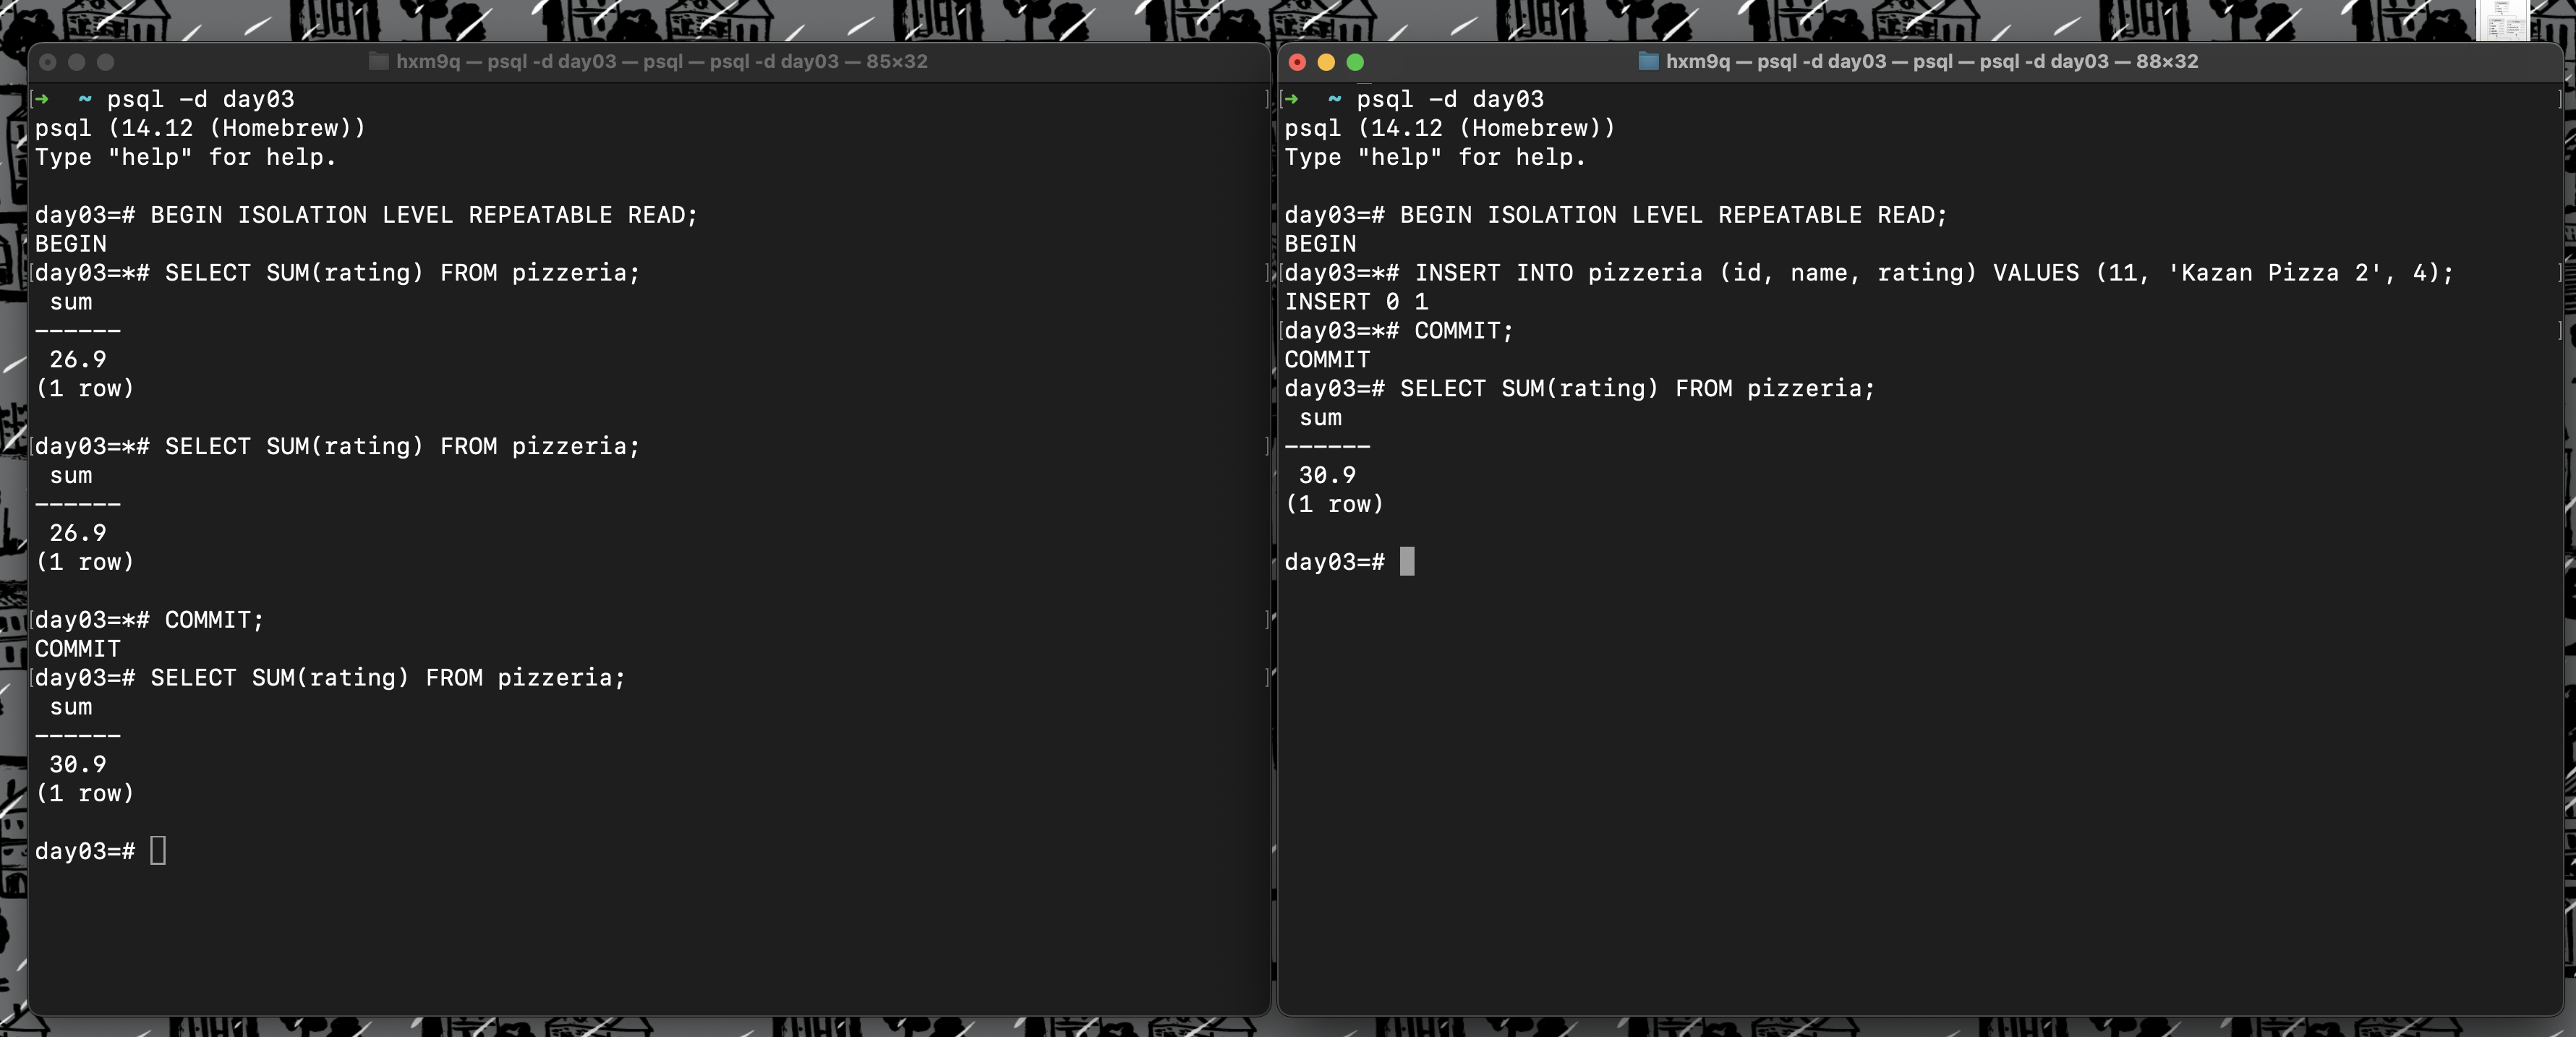 hxm9q — psql -d day03 — psql — psql -d day03 — 85×32
➜  ~ psql -d day03
psql (14.12 (Homebrew))
Type "help" for help.
day03=# BEGIN ISOLATION LEVEL REPEATABLE READ;
BEGIN
day03=*# SELECT SUM(rating) FROM pizzeria;
 sum
------
 26.9
(1 row)
day03=*# SELECT SUM(rating) FROM pizzeria;
 sum
------
 26.9
(1 row)
day03=*# COMMIT;
COMMIT
day03=# SELECT SUM(rating) FROM pizzeria;
 sum
------
 30.9
(1 row)
day03=#
hxm9q — psql -d day03 — psql — psql -d day03 — 88×32
➜  ~ psql -d day03
psql (14.12 (Homebrew))
Type "help" for help.
day03=# BEGIN ISOLATION LEVEL REPEATABLE READ;
BEGIN
day03=*# INSERT INTO pizzeria (id, name, rating) VALUES (11, 'Kazan Pizza 2', 4);
INSERT 0 1
day03=*# COMMIT;
COMMIT
day03=# SELECT SUM(rating) FROM pizzeria;
 sum
------
 30.9
(1 row)
day03=#